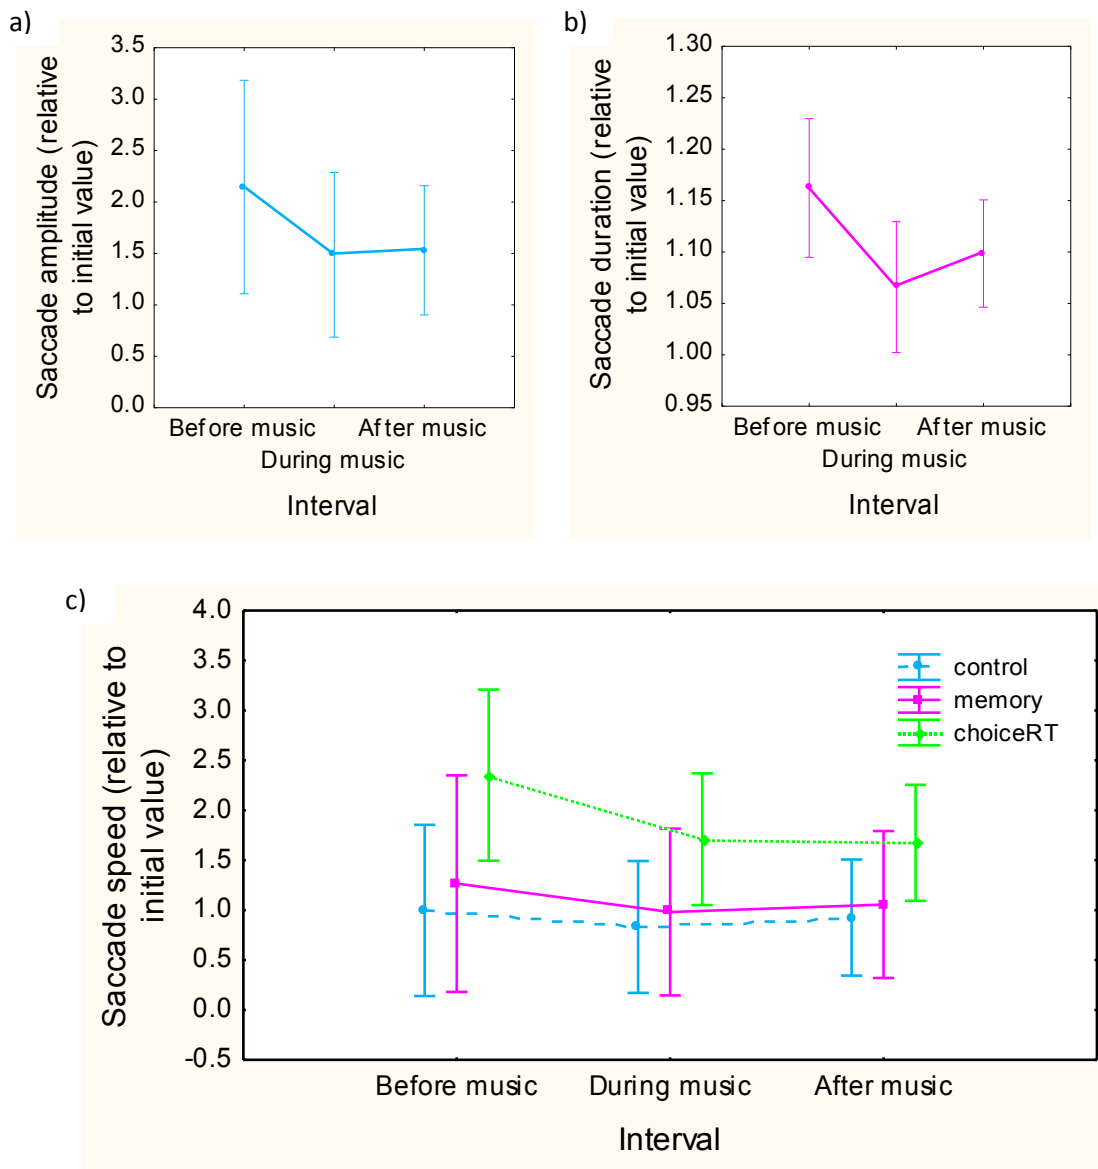 a)
Saccade amplitude (relative
to initial value)
3.5
3.0
2.5
2.0
1.5
1.0
0.5
0.0
Before music
After music
During music
Interval
b)
Saccade duration (relative
to initial value)
1.30
1.25
1.20
1.15
1.10
1.05
1.00
0.95
Before music
After music
During music
Interval
c)
Saccade speed (relative to
initial value)
4.0
3.5
3.0
2.5
2.0
1.5
1.0
0.5
0.0
-0.5
control
memory
choiceRT
Before music
During music
After music
Interval